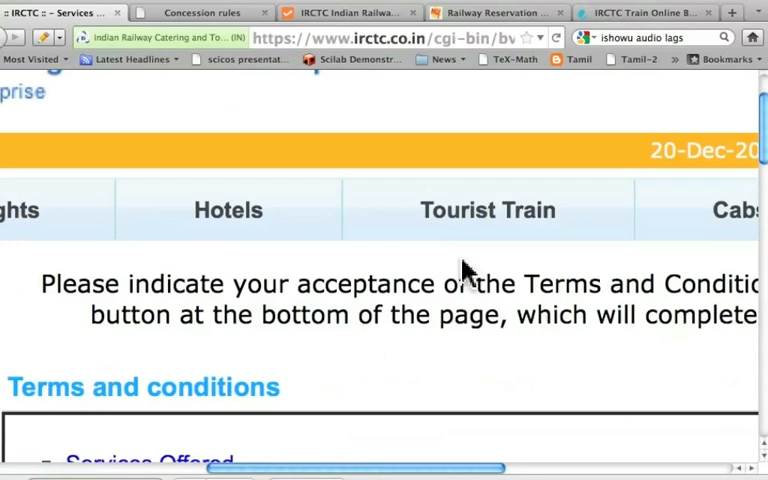 :: IRCTC :: - Services ... Concession rules IRCTC Indian Railwa... Railway Reservation ... IRCTC Train Online B...
Indian Railway Catering and To... (IN) https://www.irctc.co.in/cgi-bin/bv ishowu audio lags
Most Visited Latest Headlines scicos presentat... Scilab Demonstr... News TeX-Math Tamil Tamil-2 » Bookmarks
prise
20-Dec-20
ghts Hotels Tourist Train Cabs
Please indicate your acceptance of the Terms and Conditio
button at the bottom of the page, which will complete
Terms and conditions
Services Offered